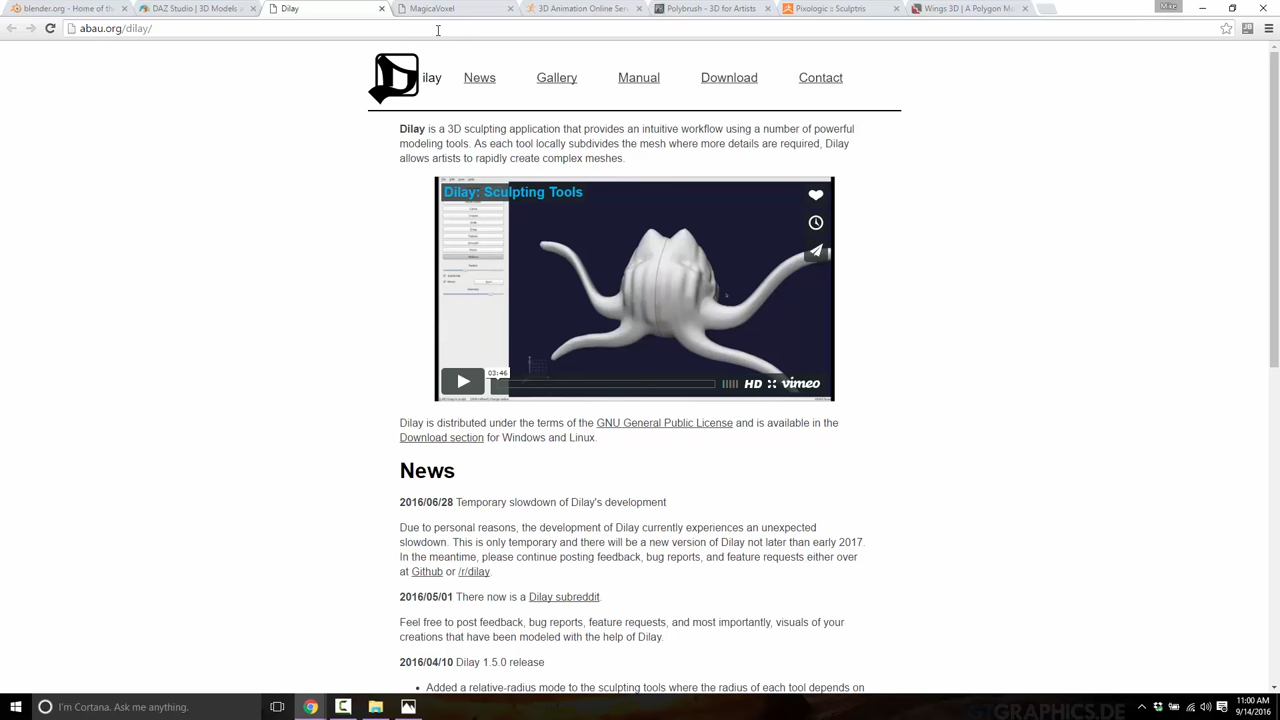 blender.org - Home of th
DAZ Studio | 3D Models a
Dilay
MagicaVoxel
3D Animation Online Serv
Polybrush - 3D for Artists
Pixologic :: Sculptris
Wings 3D | A Polygon Mo
Mike
abau.org/dilay/
ilay News Gallery Manual Download Contact
Dilay is a 3D sculpting application that provides an intuitive workflow using a number of powerful
modeling tools. As each tool locally subdivides the mesh where more details are required, Dilay
allows artists to rapidly create complex meshes.
Dilay: Sculpting Tools
03:46
HD vimeo
Dilay is distributed under the terms of the GNU General Public License and is available in the
Download section for Windows and Linux.
News
2016/06/28 Temporary slowdown of Dilay's development
Due to personal reasons, the development of Dilay currently experiences an unexpected
slowdown. This is only temporary and there will be a new version of Dilay not later than early 2017.
In the meantime, please continue posting feedback, bug reports, and feature requests either over
at Github or /r/dilay.
2016/05/01 There now is a Dilay subreddit.
Feel free to post feedback, bug reports, feature requests, and most importantly, visuals of your
creations that have been modeled with the help of Dilay.
2016/04/10 Dilay 1.5.0 release
• Added a relative-radius mode to the sculpting tools where the radius of each tool depends on
I'm Cortana. Ask me anything.
11:00 AM
9/14/2016